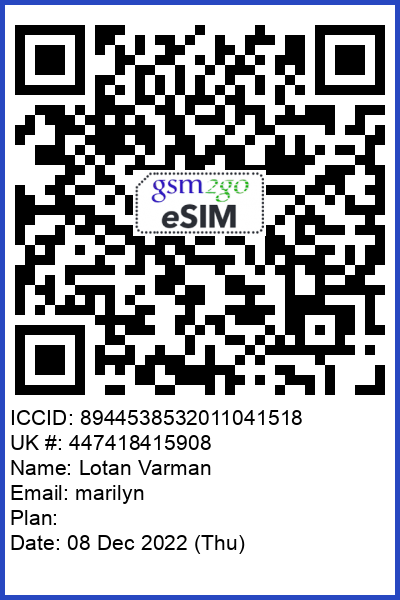 gsm2go
eSIM
ICCID: 8944538532011041518
UK #: 447418415908
Name: Lotan Varman
Email: marilyn
Plan:
Date: 08 Dec 2022 (Thu)